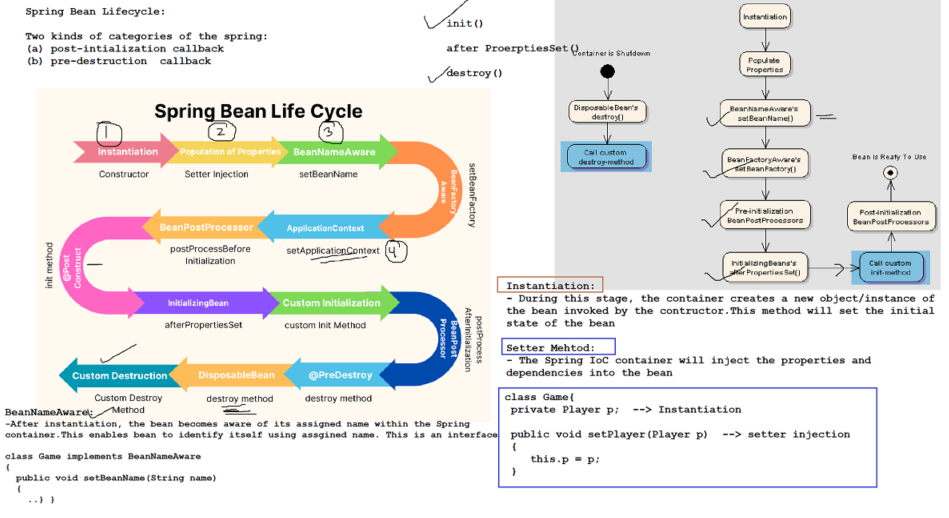 Spring Bean Lifecycle:
Two kinds of categories of the spring:
(a) post-intialization callback
(b) pre-destruction callback
init()
after ProerptiesSet()
destroy()
Spring Bean Life Cycle
1
2
3
Instantiation
Population of Properties
BeanNameAware
Constructor
Setter Injection
setBeanName
BeanFactory
Aware
setBeanFactory
BeanPostProcessor
ApplicationContext
postProcessBefore
Initialization
setApplicationContext
4
init method
@Post
Construct
InitializingBean
Custom Initialization
afterPropertiesSet
custom Init Method
BeanPost
Processor
postProcess
AfterInitialization
Custom Destruction
DisposableBean
@PreDestroy
Custom Destroy
Method
destroy method
destroy method
BeanNameAware:
-After instantiation, the bean becomes aware of its assigned name within the Spring
container.This enables bean to identify itself using assgined name. This is an interface
class Game implements BeanNameAware
{
public void setBeanName(String name)
{
..} }
Container is Shutdown
DisposableBean's
destroy()
Call custom
destroy-method
Instantiation
Populate
Properties
BeanNameAware's
setBeanName()
BeanFactoryAware's
setBeanFactory()
Pre-initialization
BeanPostProcessors
InitializingBeans's
afterPropertiesSet()
Bean is Ready To Use
Post-initialization
BeanPostProcessors
Call custom
init-method
Instantiation:
- During this stage, the container creates a new object/instance of
the bean invoked by the contructor.This method will set the initial
state of the bean
Setter Mehtod:
- The Spring IoC container will inject the properties and
dependencies into the bean
class Game{
private Player p; --> Instantiation
public void setPlayer(Player p) --> setter injection
{
this.p = p;
}